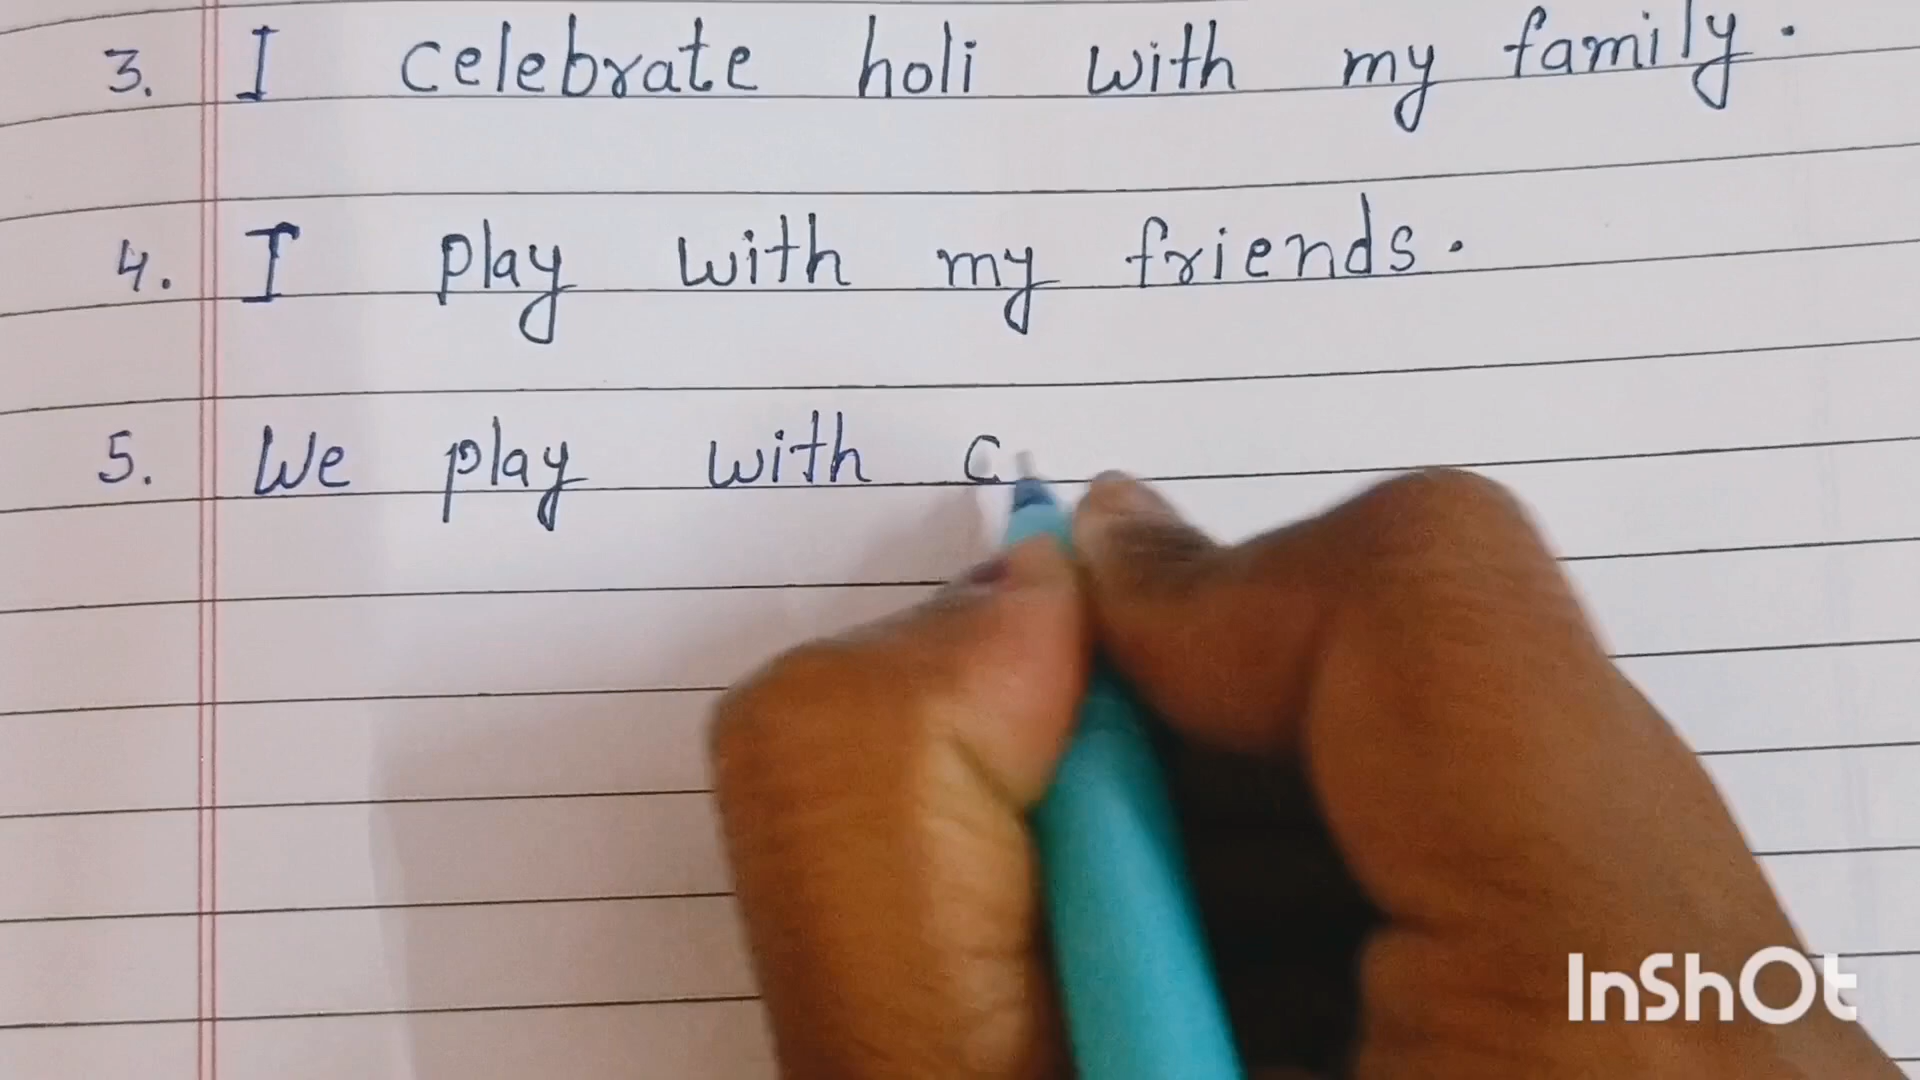 3. I celebrate holi with my family.
4. I play with my friends.
5. We play with c
InShOt